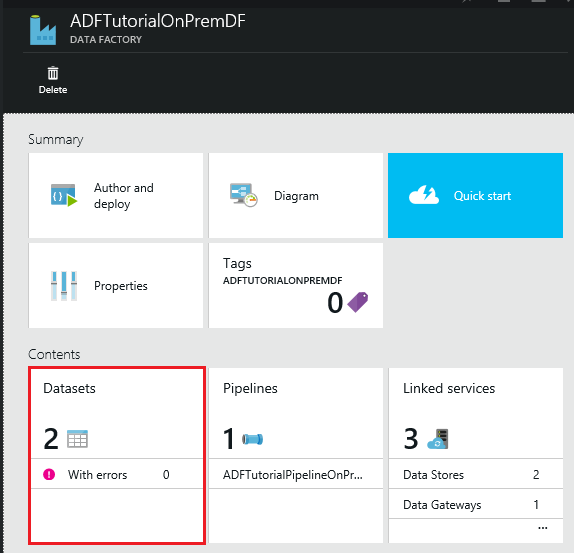 ADFTutorialOnPremDF
DATA FACTORY
Delete
Summary
Author and
deploy
Diagram
Quick start
Properties
Tags
ADFTUTORIALONPREMDF
0
Contents
Datasets
2
With errors 0
Pipelines
1
ADFTutorialPipelineOnPr...
Linked services
3
Data Stores 2
Data Gateways 1
...